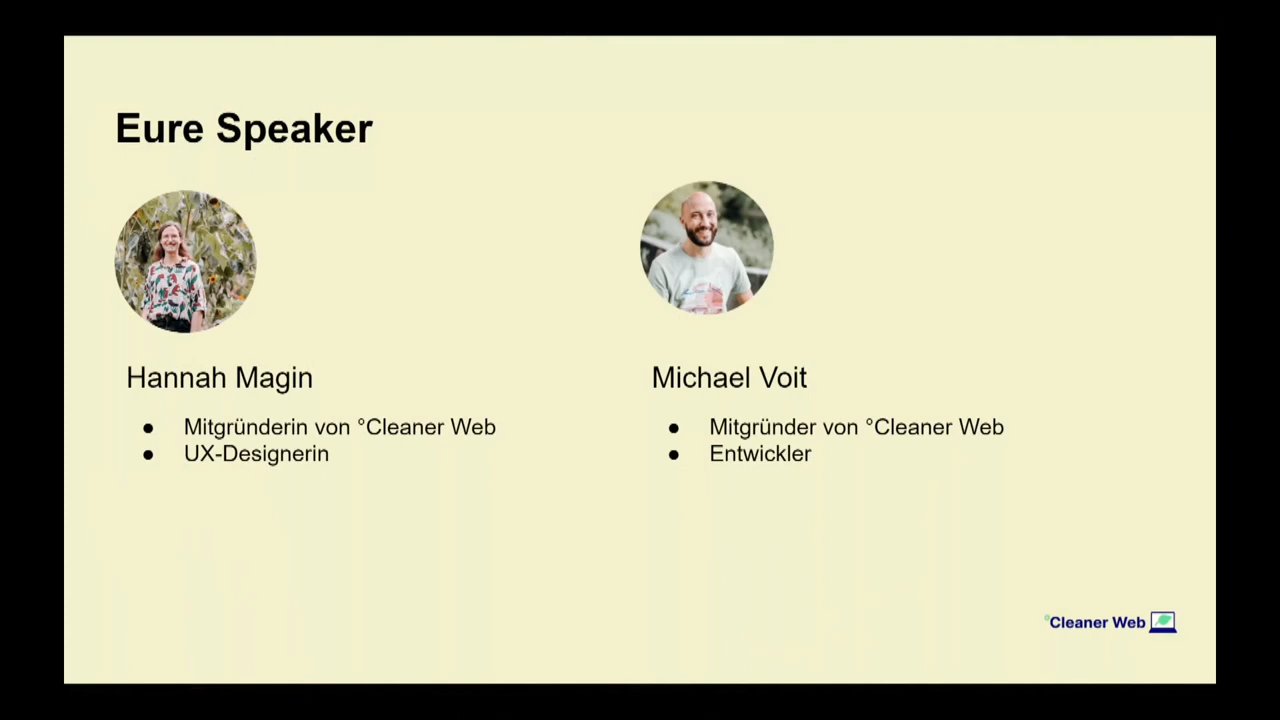 Eure Speaker
Hannah Magin
● Mitgründerin von °Cleaner Web
● UX-Designerin
Michael Voit
● Mitgründer von °Cleaner Web
● Entwickler
°Cleaner Web